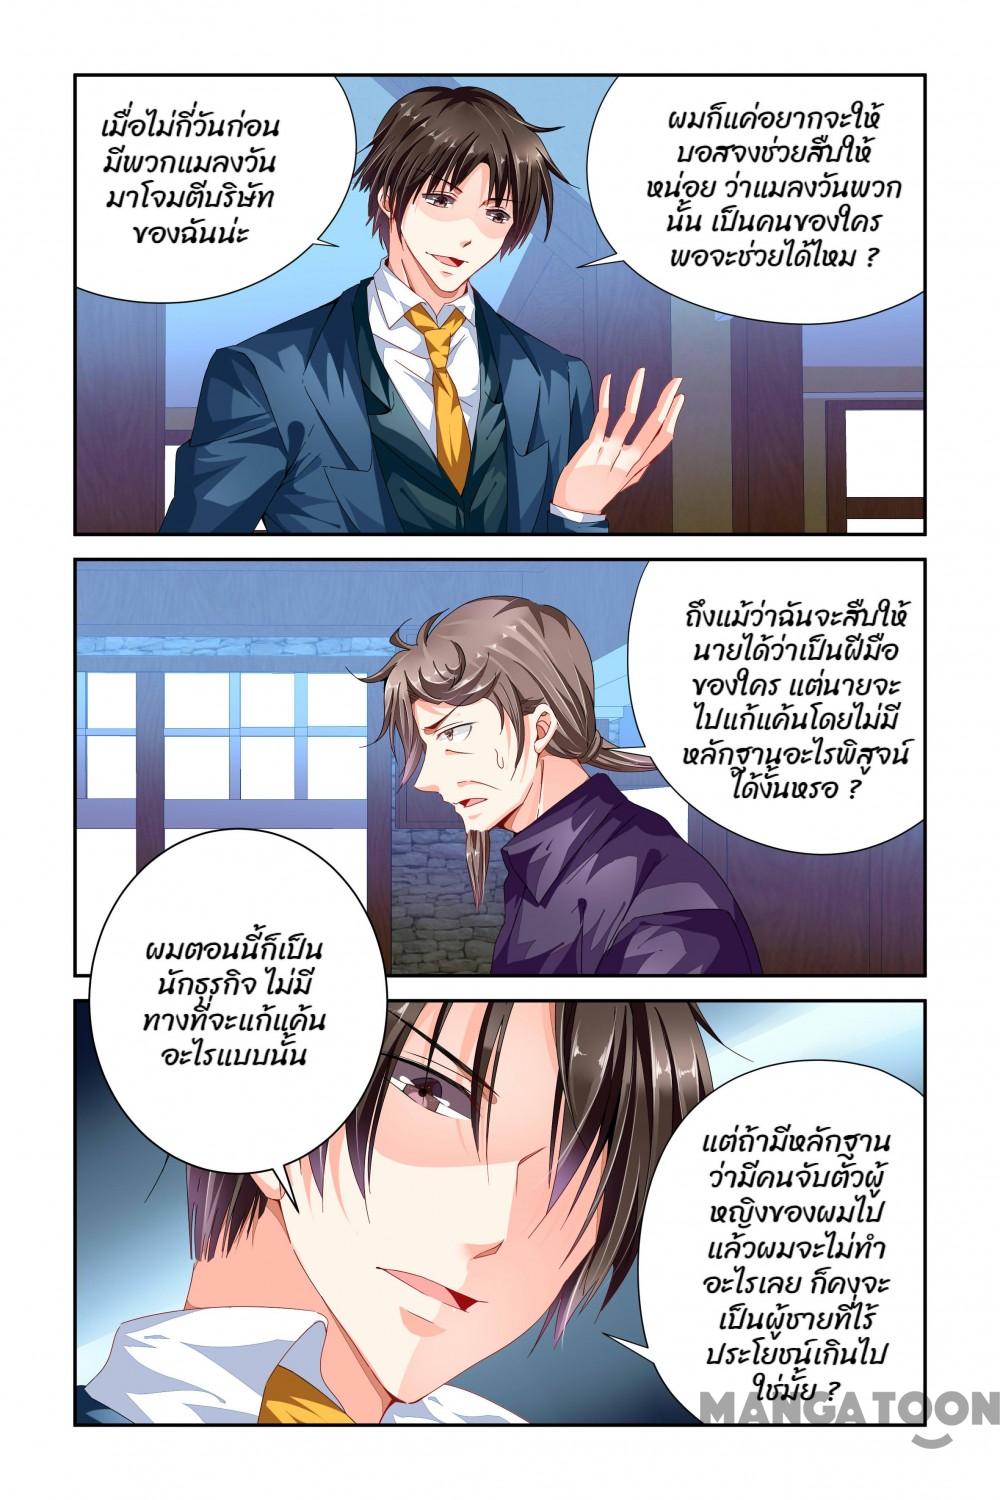 เมื่อไม่กี่วันก่อน
มีพวกแมลงวัน
มาโจมตีบริษัท
ของฉันน่ะ
ผมก็แค่อยากจะให้
บอสจงช่วยสืบให้
หน่อย ว่าแมลงวันพวก
นั้น เป็นคนของใคร
พอจะช่วยได้ไหม ?
ถึงแม้ว่าฉันจะสืบให้
นายได้ว่าเป็นฝีมือ
ของใคร แต่นายจะ
ไปแก้แค้นโดยไม่มี
หลักฐานอะไรพิสูจน์
ได้งั้นหรอ ?
ผมตอนนี้ก็เป็น
นักธุรกิจ ไม่มี
ทางที่จะแก้แค้น
อะไรแบบนั้น
แต่ถ้ามีหลักฐาน
ว่ามีคนจับตัวผู้
หญิงของผมไป
แล้วผมจะไม่ทำ
อะไรเลย ก็คงจะ
เป็นผู้ชายที่ไร้
ประโยชน์เกินไป
ใช่มั้ย ?
MANGATOON